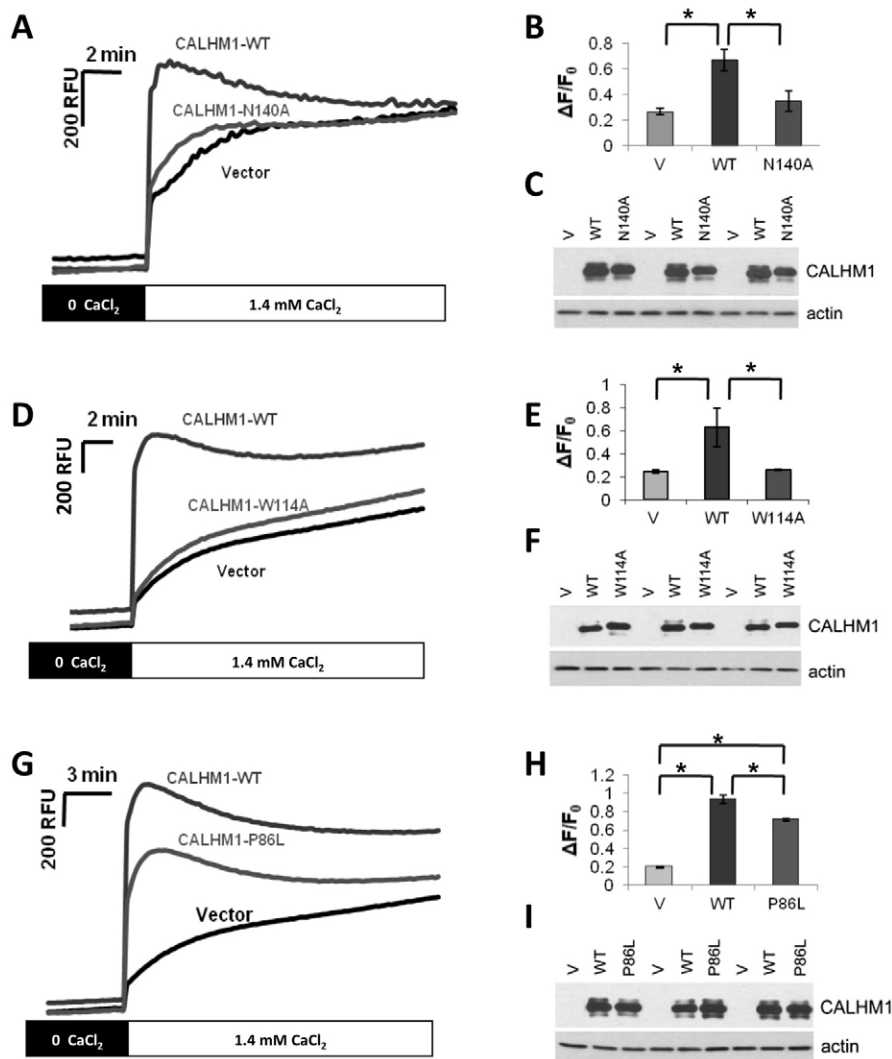 A
2 min
200 RFU
CALHM1-WT
CALHM1-N140A
Vector
0 CaCl₂
1.4 mM CaCl₂
B
ΔF/F₀
0.8
0.6
0.4
0.2
0
* *
V WT N140A
C
V WT N140A V WT N140A V WT N140A
CALHM1
actin
D
2 min
200 RFU
CALHM1-WT
CALHM1-W114A
Vector
0 CaCl₂
1.4 mM CaCl₂
E
ΔF/F₀
1
0.8
0.6
0.4
0.2
0
* *
V WT W114A
F
V WT W114A V WT W114A V WT W114A
CALHM1
actin
G
3 min
200 RFU
CALHM1-WT
CALHM1-P86L
Vector
0 CaCl₂
1.4 mM CaCl₂
H
ΔF/F₀
1.2
1
0.8
0.6
0.4
0.2
0
*
* *
V WT P86L
I
V WT P86L V WT P86L V WT P86L
CALHM1
actin